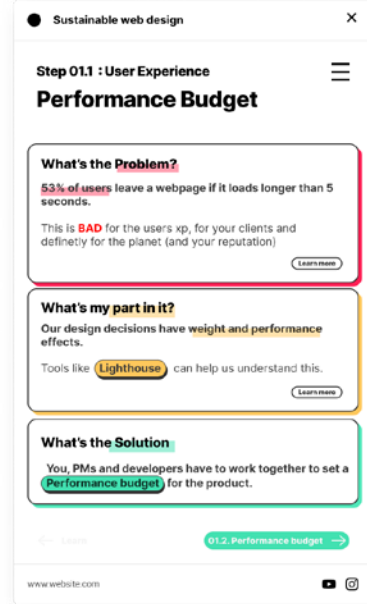 Sustainable web design
Step 01.1 : User Experience
Performance Budget
What's the Problem?
53% of users leave a webpage if it loads longer than 5
seconds.
This is BAD for the users xp, for your clients and
definetly for the planet (and your reputation)
Learn more
What's my part in it?
Our design decisions have weight and performance
effects.
Tools like Lighthouse can help us understand this.
Learn more
What's the Solution
You, PMs and developers have to work together to set a
Performance budget for the product.
Learn
01.2. Performance budget
www.website.com